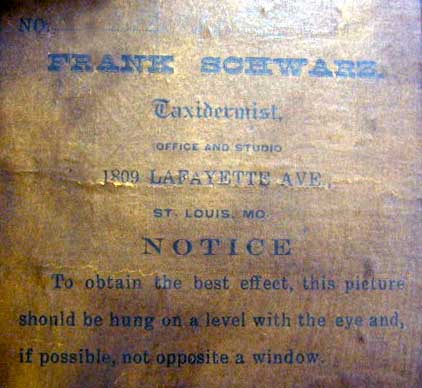 NO.
FRANK SCHWARZ,
Taxidermist,
OFFICE AND STUDIO
1809 LAFAYETTE AVE.,
ST. LOUIS, MO.
NOTICE
To obtain the best effect, this picture
should be hung on a level with the eye and,
if possible, not opposite a window.